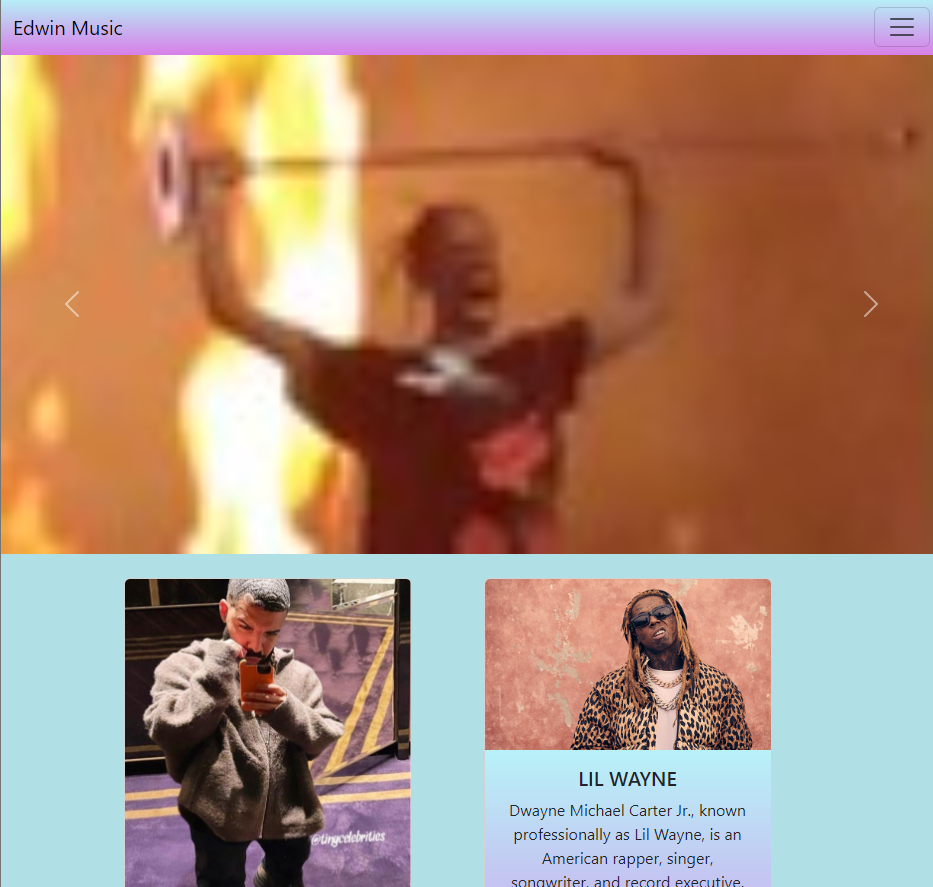 Edwin Music
@tinycelebrities
LIL WAYNE
Dwayne Michael Carter Jr., known
professionally as Lil Wayne, is an
American rapper, singer,
songwriter, and record executive.